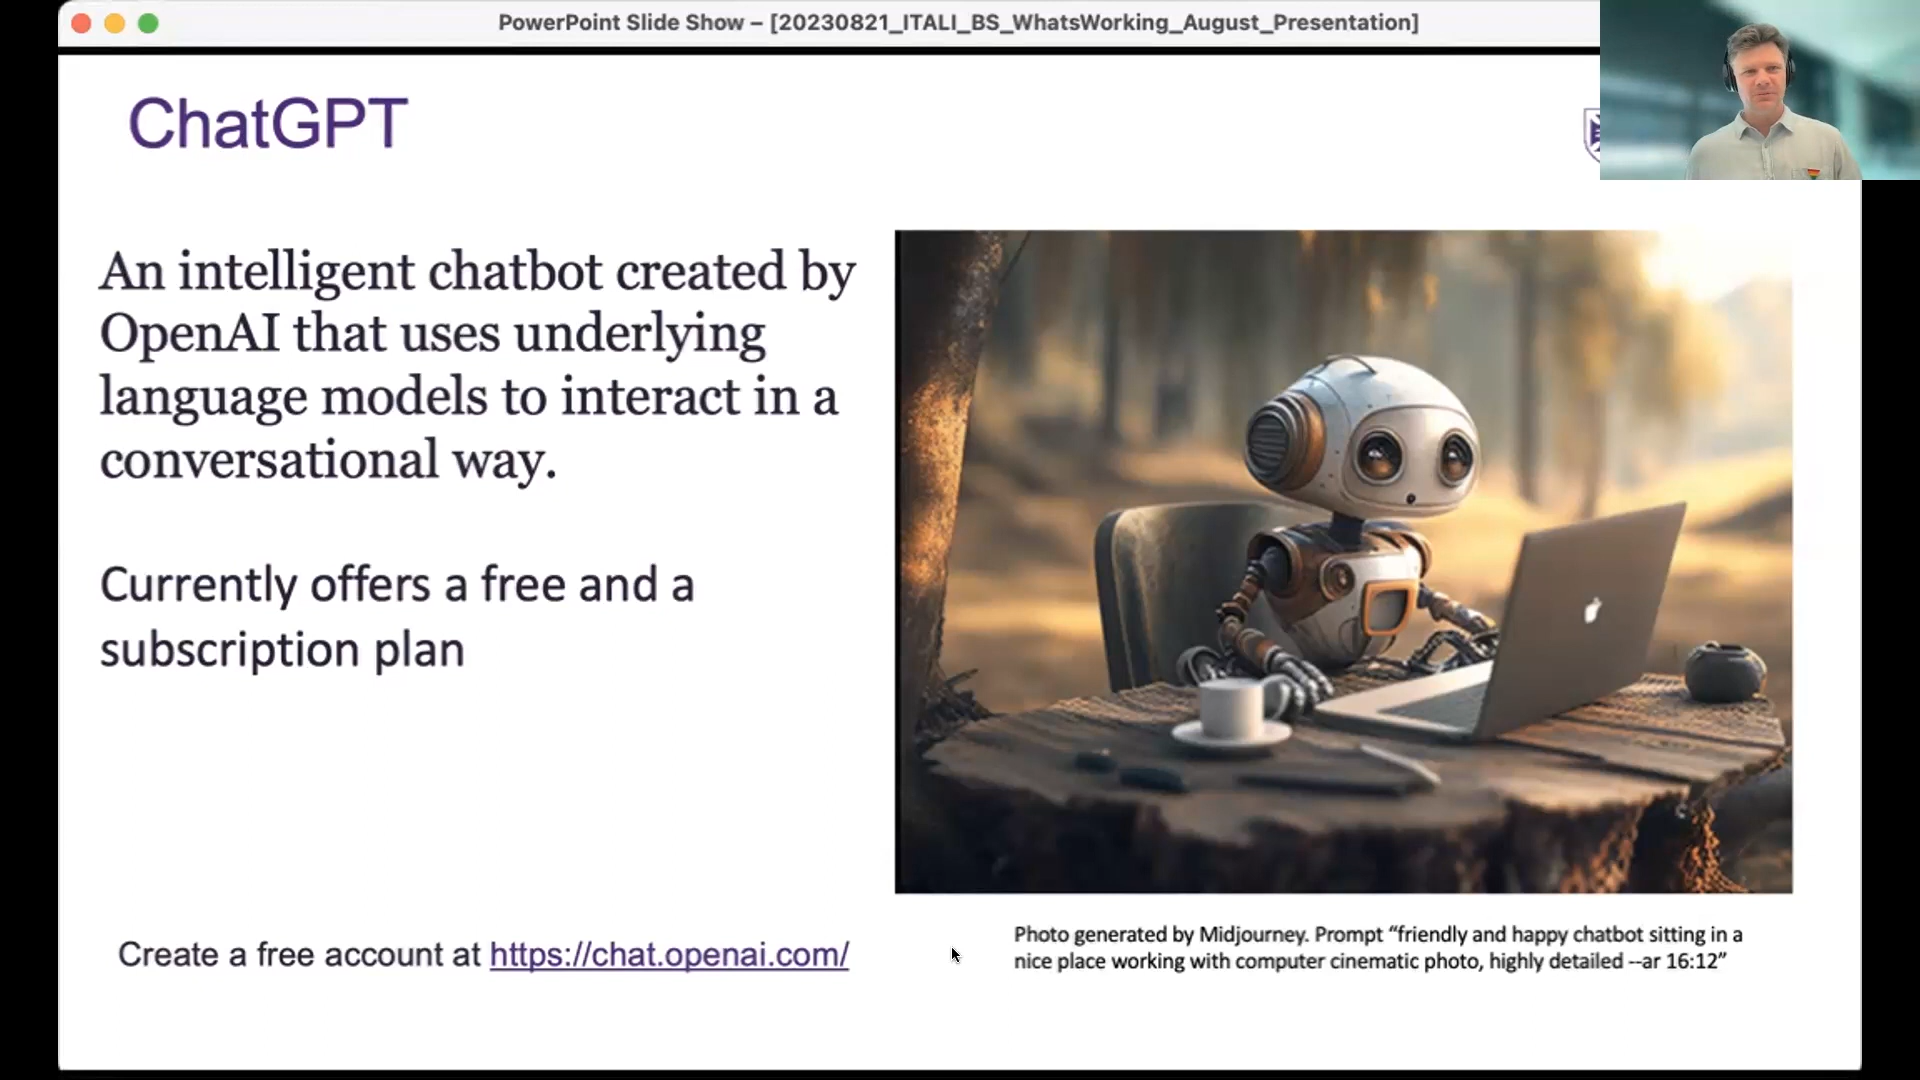 PowerPoint Slide Show – [20230821_ITALI_BS_WhatsWorking_August_Presentation]
ChatGPT
An intelligent chatbot created by
OpenAI that uses underlying
language models to interact in a
conversational way.
Currently offers a free and a
subscription plan
Create a free account at https://chat.openai.com/
Photo generated by Midjourney. Prompt “friendly and happy chatbot sitting in a
nice place working with computer cinematic photo, highly detailed --ar 16:12”